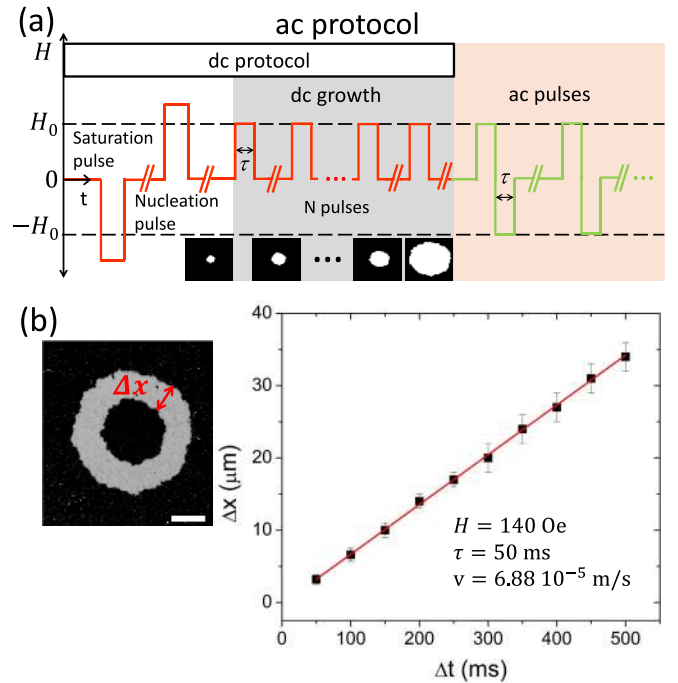 (a)
ac protocol
H
dc protocol
dc growth
ac pulses
H₀
Saturation
pulse
τ
0
t
Nucleation
pulse
N pulses
τ
−H₀
(b)
Δx
40
30
20
10
0
Δx (μm)
H = 140 Oe
τ = 50 ms
v = 6.88 10⁻⁵ m/s
0 100 200 300 400 500
Δt (ms)